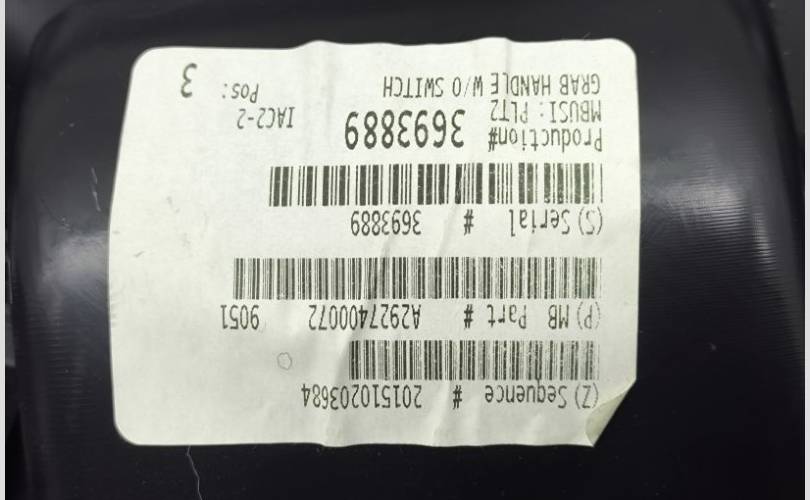 (Z) Sequence # 201510203684
(P) MB Part # A2927400072 9051
(S) Serial # 3693889
Production# 3693889 IAC2-2
MBUSI: PLT2
GRAB HANDLE W/O SWITCH Pos: 3